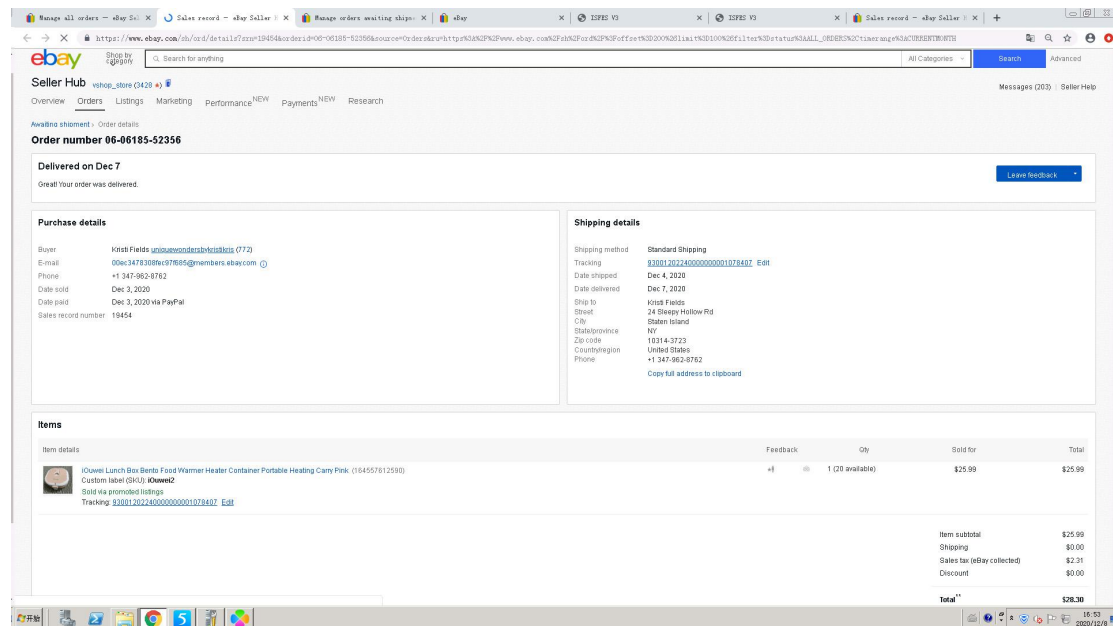 Manage all orders - eBay Sel
Sales record - eBay Seller H
Manage orders awaiting shipm
eBay
ISFES V3
ISFES V3
Sales record - eBay Seller H
ebay
Shop by category
Search for anything
All Categories
Search
Advanced
Seller Hub vshop_store (3428)
Messages (203) | Seller Help
Overview Orders Listings Marketing Performance NEW Payments NEW Research
Awaiting shipment > Order details
Order number 06-06185-52356
Delivered on Dec 7
Great! Your order was delivered.
Leave feedback
Purchase details
Buyer Kristi Fields uniquewondersbykristikris (772)
E-mail 00ec3478308fec97f685@members.ebay.com
Phone +1 347-962-8762
Date sold Dec 3, 2020
Date paid Dec 3, 2020 via PayPal
Sales record number 19454
Shipping details
Shipping method Standard Shipping
Tracking Edit
Date shipped Dec 4, 2020
Date delivered Dec 7, 2020
Ship to Kristi Fields
Street 24 Sleepy Hollow Rd
City Staten Island
State/province NY
Zip code 10314-3723
Country/region United States
Phone +1 347-962-8762
Copy full address to clipboard
Items
Item details Feedback Qty Sold for Total
iOuwei Lunch Box Bento Food Warmer Heater Container Portable Heating Carry Pink (164557612590)
1 (20 available) $25.99 $25.99
Custom label (SKU): iOuwei2
Sold via promoted listings
Tracking: Edit
Item subtotal $25.99
Shipping $0.00
Sales tax (eBay collected) $2.31
Discount $0.00
Total** $28.30
开始
16:53
2020/12/8